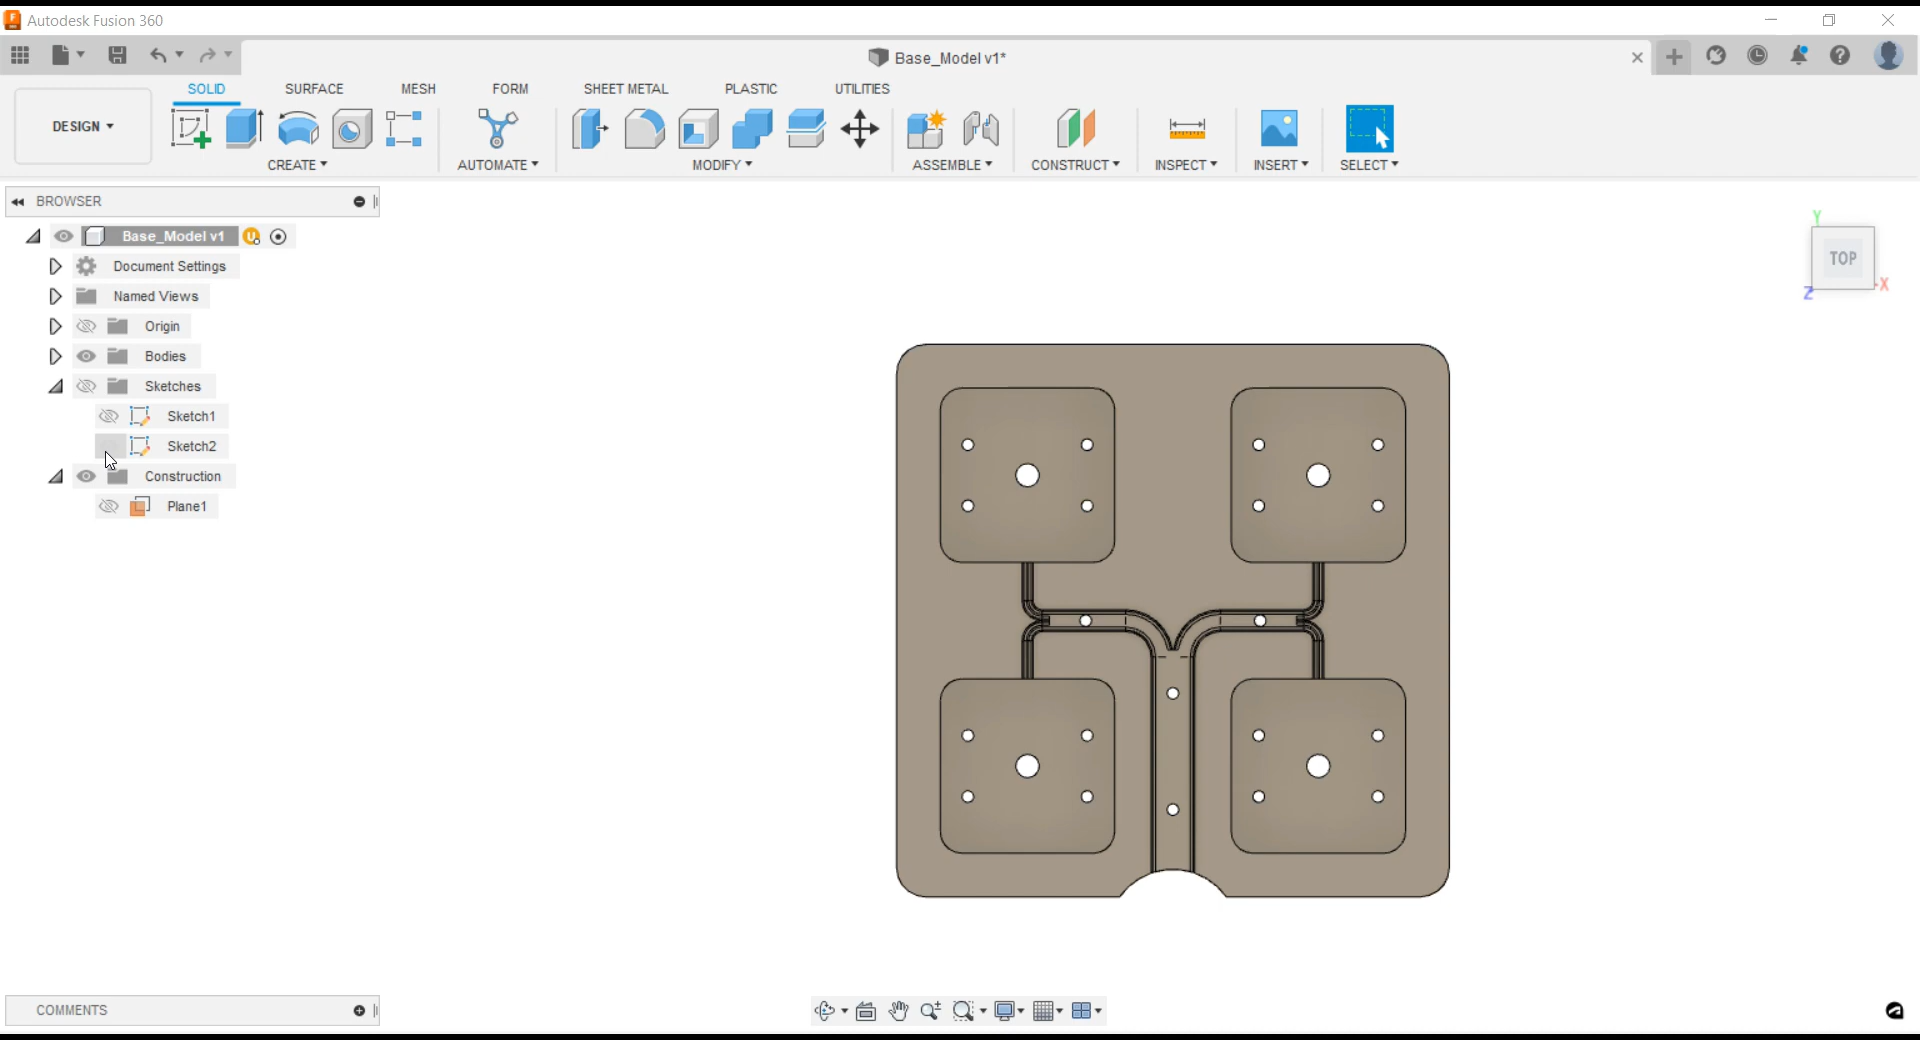 Autodesk Fusion 360
Base_Model v1*
SOLID SURFACE MESH FORM SHEET METAL PLASTIC UTILITIES
DESIGN
CREATE AUTOMATE MODIFY ASSEMBLE CONSTRUCT INSPECT INSERT SELECT
BROWSER
Base_Model v1
Document Settings
Named Views
Origin
Bodies
Sketches
Sketch1
Sketch2
Construction
Plane1
Y
TOP
X
Z
COMMENTS